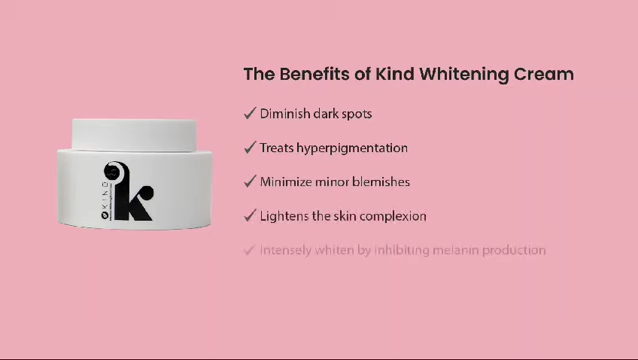 The Benefits of Kind Whitening Cream
Diminish dark spots
Treats hyperpigmentation
Minimize minor blemishes
Lightens the skin complexion
Intensely whiten by inhibiting melanin production
KIND
k